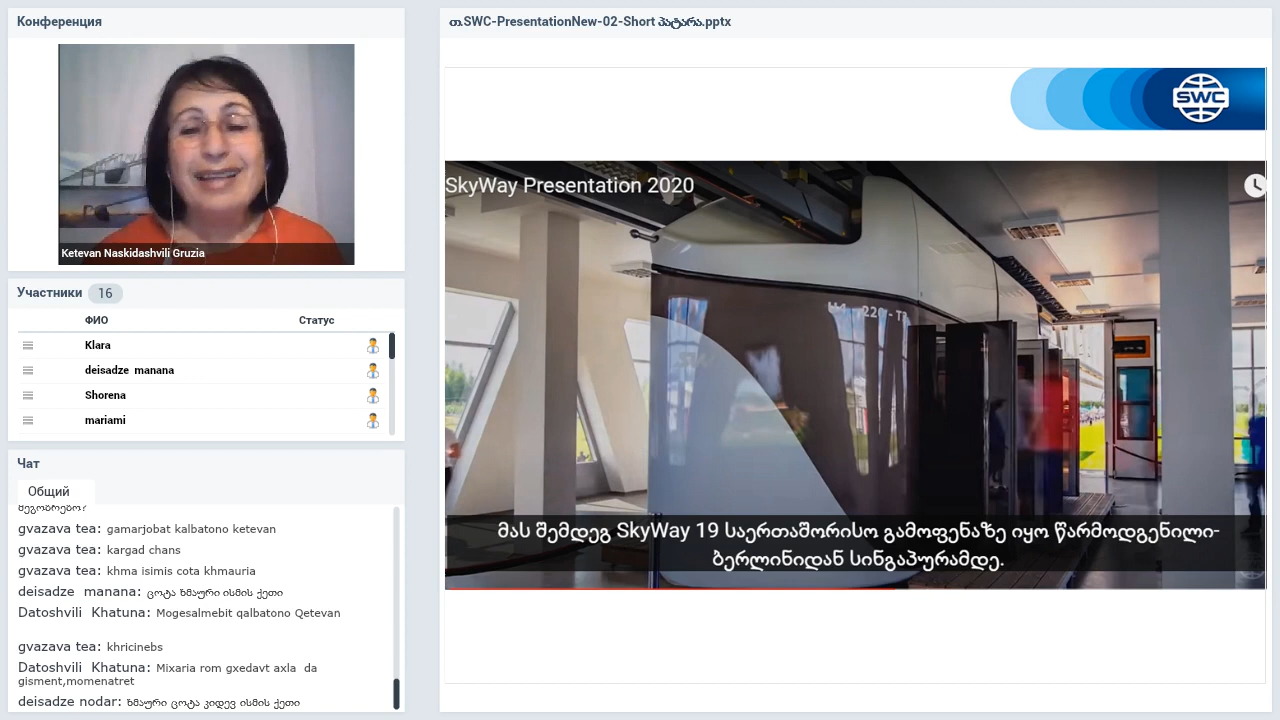 Конференция
Ketevan Naskidashvili Gruzia
Участники 16
ФИО Статус
Klara
deisadze manana
Shorena
mariami
Чат
Общий
gvazava tea: gamarjobat kalbatono ketevan
gvazava tea: kargad chans
gvazava tea: khma isimis cota khmauria
deisadze manana: ცოტა ხმაური ისმის ქეთი
Datoshvili Khatuna: Mogesalmebit qalbatono Qetevan
gvazava tea: khricinebs
Datoshvili Khatuna: Mixaria rom gxedavt axla da
gisment,momenatret
deisadze nodar: ხმაური ცოტა კიდევ ისმის ქეთი
თ.SWC-PresentationNew-02-Short პატარა.pptx
SWC
SkyWay Presentation 2020
მას შემდეგ SkyWay 19 საერთაშორისო გამოფენაზე იყო წარმოდგენილი-
ბერლინიდან სინგაპურამდე.